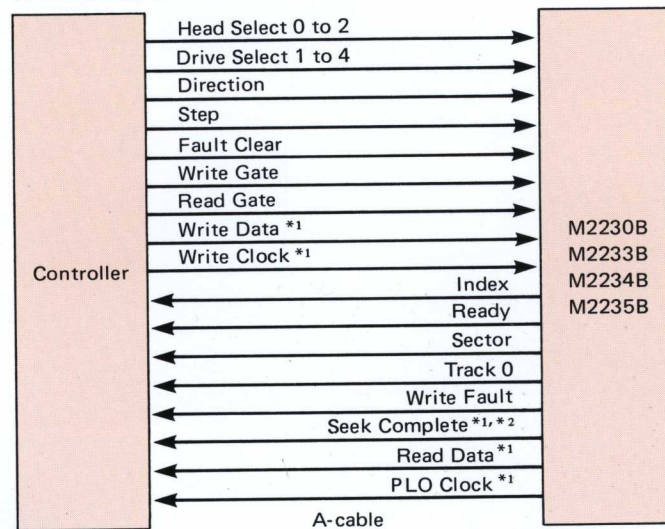 Head Select 0 to 2
Drive Select 1 to 4
Direction
Step
Fault Clear
Write Gate
Read Gate
Write Data *1
Write Clock *1
Controller
M2230B
M2233B
M2234B
M2235B
Index
Ready
Sector
Track 0
Write Fault
Seek Complete *1, *2
Read Data *1
PLO Clock *1
A-cable